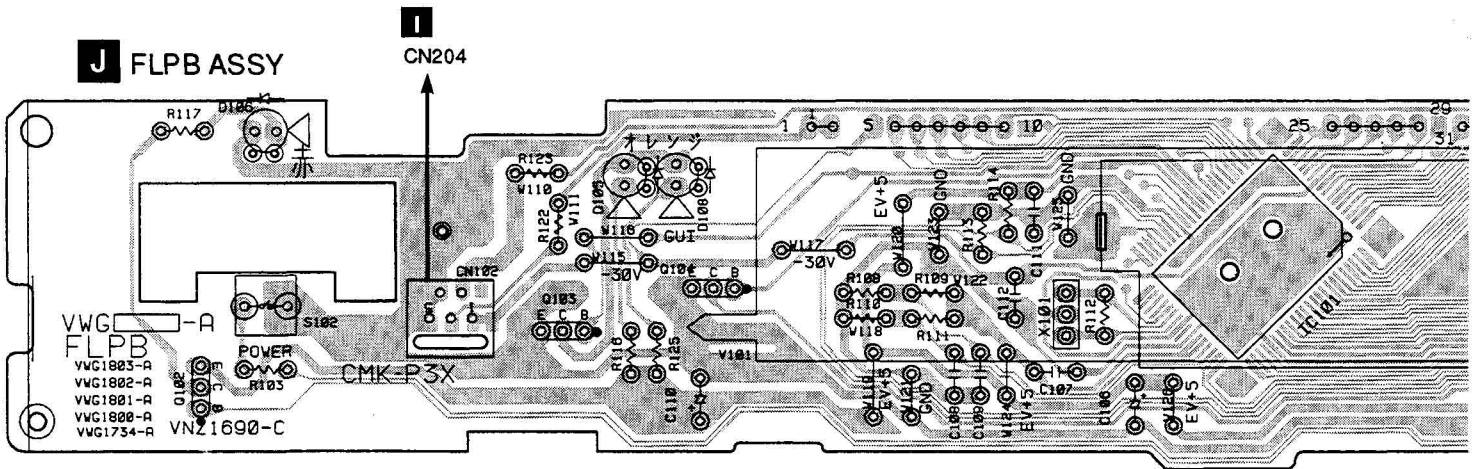 I
CN204
J FLPB ASSY
R117
D106
赤
1
1
5
10
25
29
31
オレンジ
R123
W110
D105
D108
R122
W111
W116
GUI
W115
-30V
Q104
E C B
W117
-30V
EV+5
GND
R114
GND
W120
W123
R113
C111
W125
CN102
Q103
E C B
R108
R109
W122
R110
W118
R111
C112
X101
R112
IC101
S102
VWG -A
FLPB
VWG1803-A
VWG1802-A
VWG1801-A
VWG1800-A
VWG1734-A
POWER
R103
Q102
E
C
B
VNZ1690-C
CMK-P3X
R116
R125
C110
V101
W119
EV+5
W121
GND
C108
C109
W124
EV+5
C107
C106
W126
EV+5